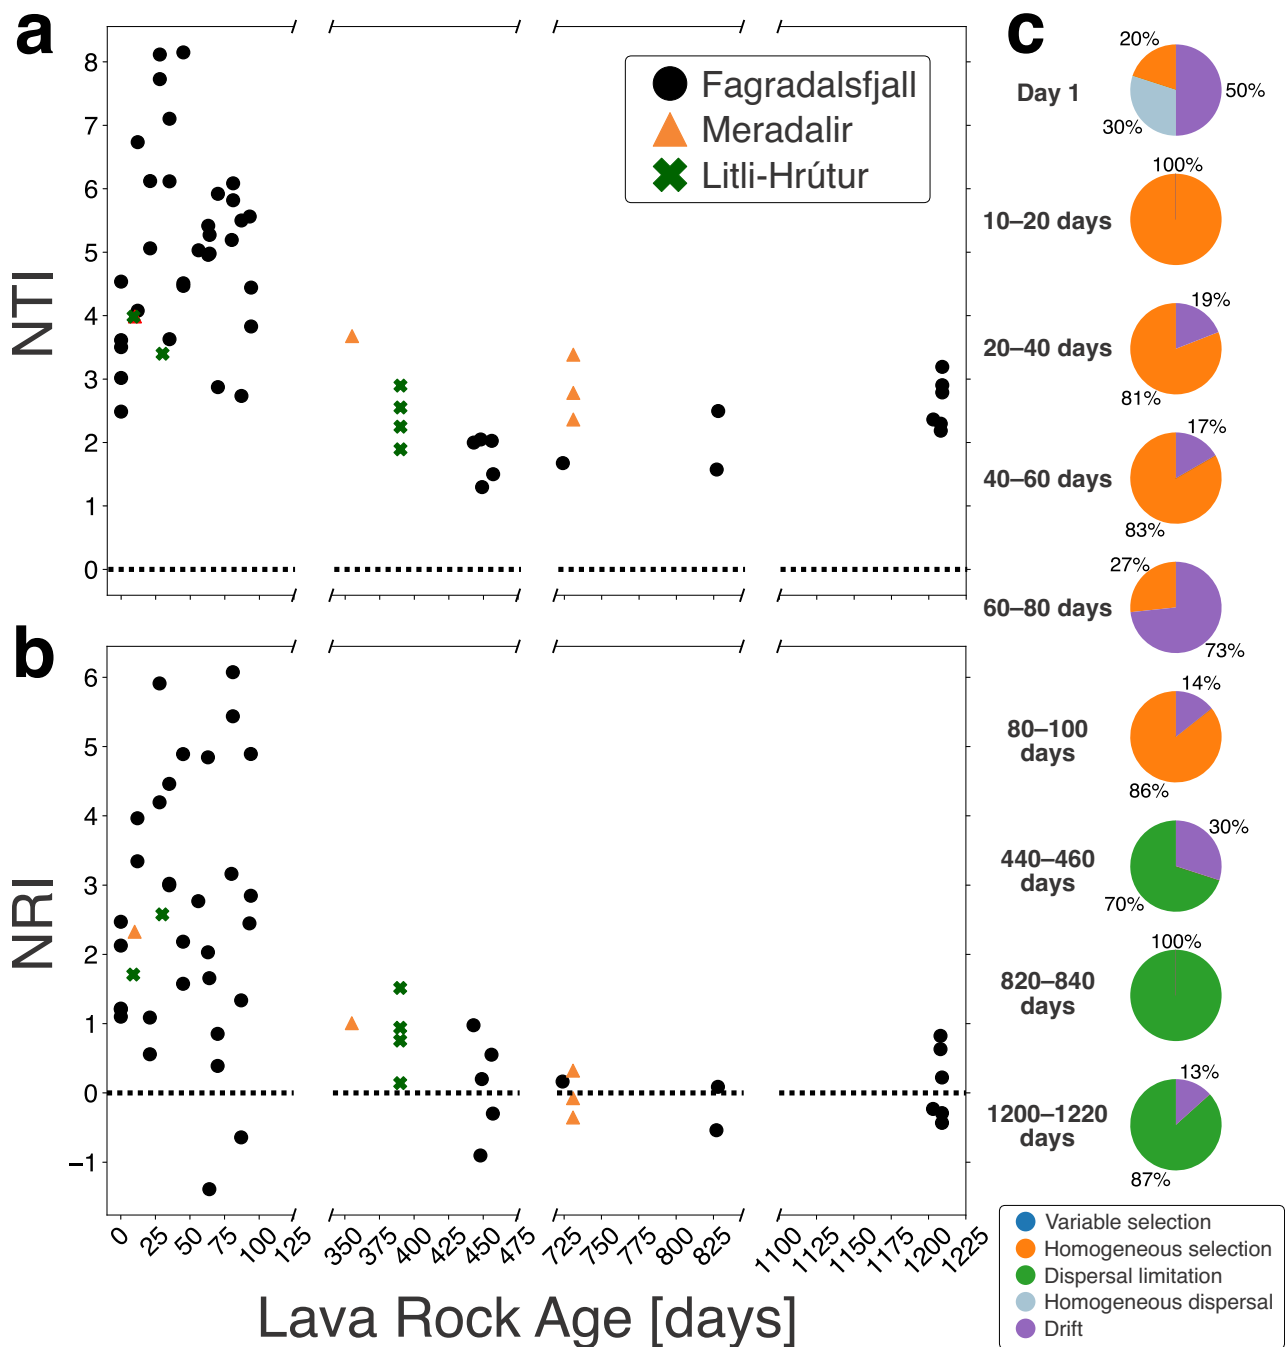 a
8
7
6
5
4
3
2
1
0
NTI
Fagradalsfjall
Meradalir
Litli-Hrútur
b
6
5
4
3
2
1
0
−1
NRI
0 25 50 75 100 125 350 375 400 425 450 475 725 750 775 800 825 1100 1125 1150 1175 1200 1225
Lava Rock Age [days]
c
Day 1
20%
50%
30%
10–20 days
100%
20–40 days
19%
81%
40–60 days
17%
83%
60–80 days
27%
73%
80–100
days
14%
86%
440–460
days
30%
70%
820–840
days
100%
1200–1220
days
13%
87%
Variable selection
Homogeneous selection
Dispersal limitation
Homogeneous dispersal
Drift